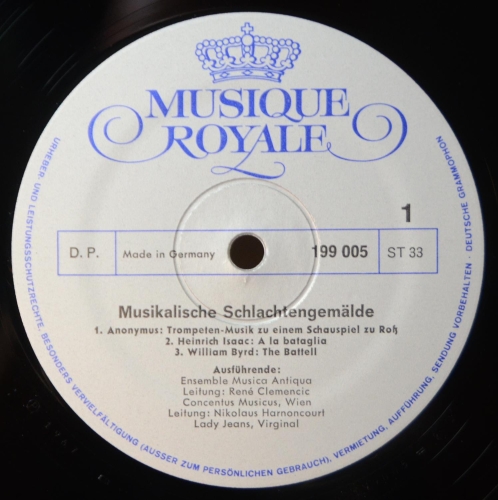 MUSIQUE
ROYALE
1
D. P. Made in Germany 199 005 ST 33
Musikalische Schlachtengemälde
1. Anonymus: Trompeten-Musik zu einem Schauspiel zu Roß
2. Heinrich Isaac: A la bataglia
3. William Byrd: The Battell
Ausführende:
Ensemble Musica Antiqua
Leitung: René Clemencic
Concentus Musicus, Wien
Leitung: Nikolaus Harnoncourt
Lady Jeans, Virginal
URHEBER- UND LEISTUNGSSCHUTZRECHTE, BESONDERS VERVIELFÄLTIGUNG (AUSSER ZUM PERSÖNLICHEN GEBRAUCH), VERMIETUNG, AUFFÜHRUNG, SENDUNG VORBEHALTEN · DEUTSCHE GRAMMOPHON